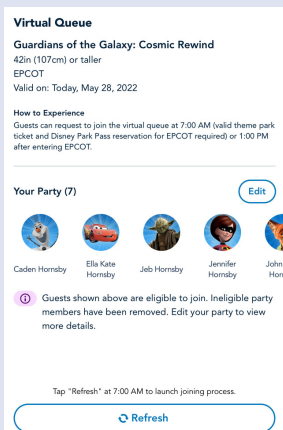 Virtual Queue
Guardians of the Galaxy: Cosmic Rewind
42in (107cm) or taller
EPCOT
Valid on: Today, May 28, 2022
How to Experience
Guests can request to join the virtual queue at 7:00 AM (valid theme park
ticket and Disney Park Pass reservation for EPCOT required) or 1:00 PM
after entering EPCOT.
Your Party (7)
Edit
Caden Hornsby
Ella Kate
Hornsby
Jeb Hornsby
Jennifer
Hornsby
John
Guests shown above are eligible to join. Ineligible party
members have been removed. Edit your party to view
more details.
Tap "Refresh" at 7:00 AM to launch joining process.
Refresh